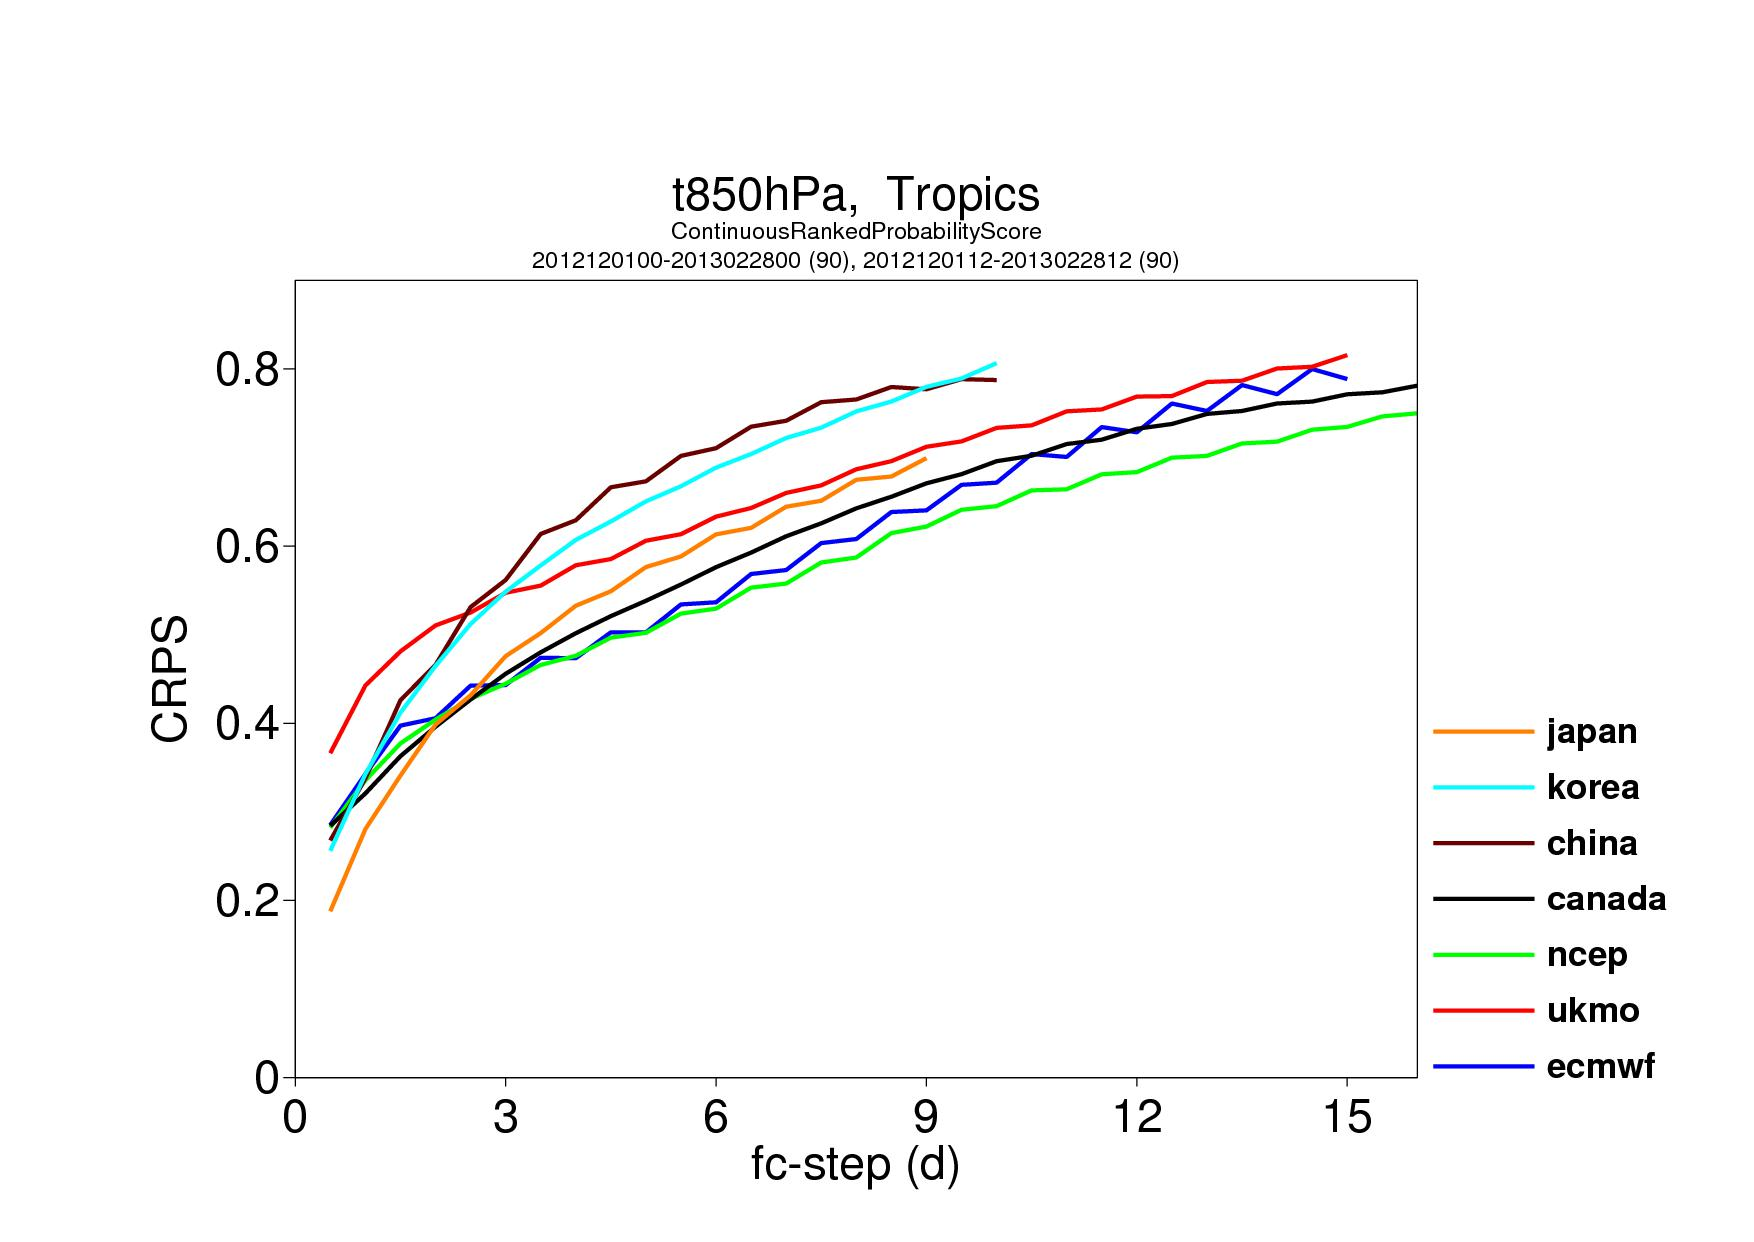 t850hPa, Tropics
ContinuousRankedProbabilityScore
2012120100-2013022800 (90), 2012120112-2013022812 (90)
CRPS
0.8
0.6
0.4
0.2
0
0 3 6 9 12 15
fc-step (d)
japan
korea
china
canada
ncep
ukmo
ecmwf